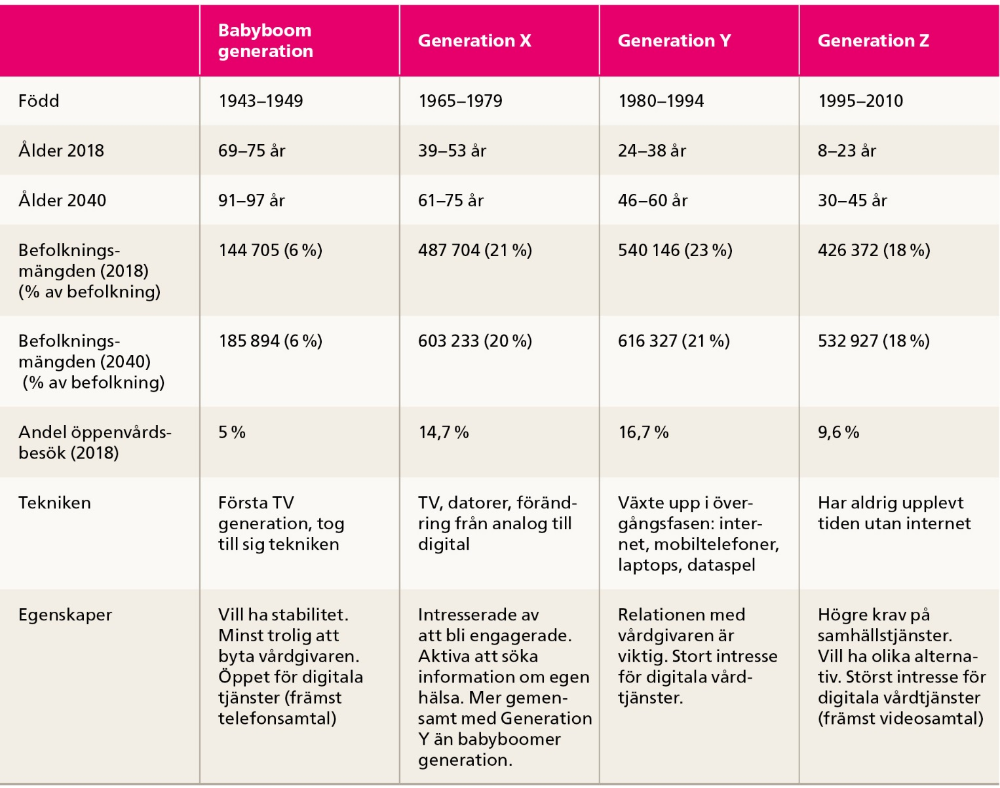 Babyboom
generation
Generation X
Generation Y
Generation Z
Född
1943–1949
1965–1979
1980–1994
1995–2010
Ålder 2018
69–75 år
39–53 år
24–38 år
8–23 år
Ålder 2040
91–97 år
61–75 år
46–60 år
30–45 år
Befolknings-
mängden (2018)
(% av befolkning)
144 705 (6 %)
487 704 (21 %)
540 146 (23 %)
426 372 (18 %)
Befolknings-
mängden (2040)
(% av befolkning)
185 894 (6 %)
603 233 (20 %)
616 327 (21 %)
532 927 (18 %)
Andel öppenvårds-
besök (2018)
5 %
14,7 %
16,7 %
9,6 %
Tekniken
Första TV
generation, tog
till sig tekniken
TV, datorer, föränd-
ring från analog till
digital
Växte upp i över-
gångsfasen: inter-
net, mobiltelefoner,
laptops, dataspel
Har aldrig upplevt
tiden utan internet
Egenskaper
Vill ha stabilitet.
Minst trolig att
byta vårdgivaren.
Öppet för digitala
tjänster (främst
telefonsamtal)
Intresserade av
att bli engagerade.
Aktiva att söka
information om egen
hälsa. Mer gemen-
samt med Generation
Y än babyboomer
generation.
Relationen med
vårdgivaren är
viktig. Stort intresse
för digitala vård-
tjänster.
Högre krav på
samhällstjänster.
Vill ha olika alterna-
tiv. Störst intresse för
digitala vårdtjänster
(främst videosamtal)